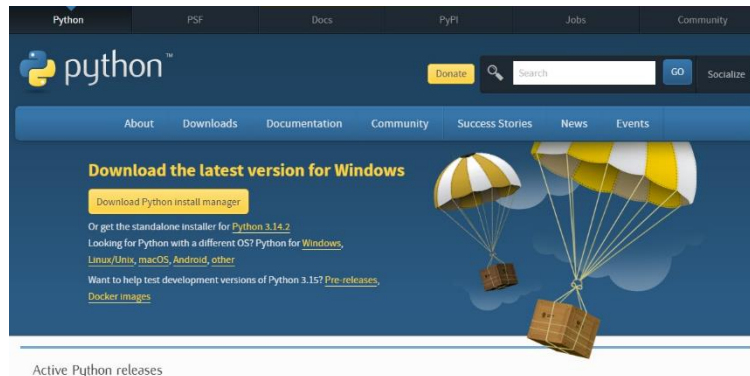 Python PSF Docs PyPI Jobs Community
python™
Donate Search GO Socialize
About Downloads Documentation Community Success Stories News Events
Download the latest version for Windows
Download Python install manager
Or get the standalone installer for Python 3.14.2
Looking for Python with a different OS? Python for Windows,
Linux/Unix, macOS, Android, other
Want to help test development versions of Python 3.15? Pre-releases,
Docker images
Active Python releases